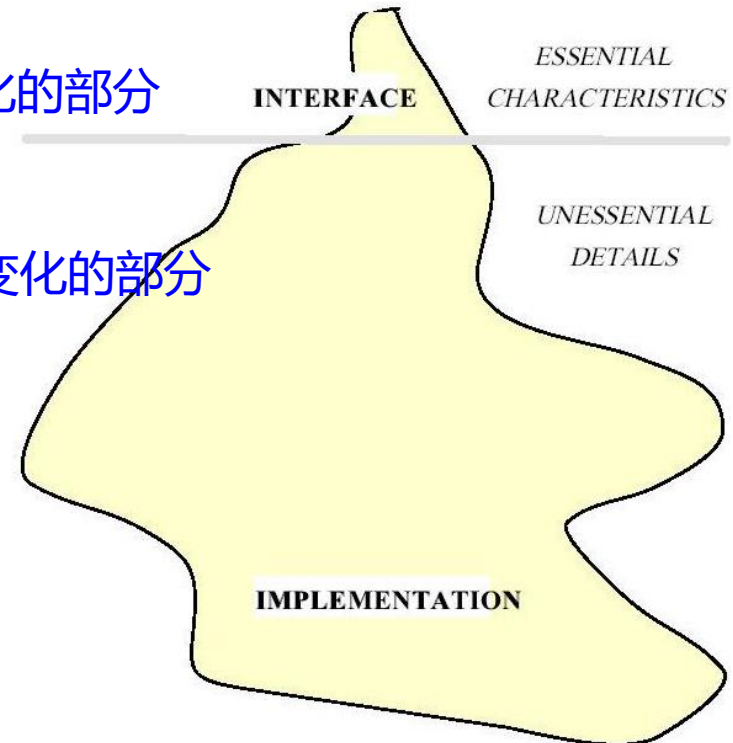 ESSENTIAL
化的部分 INTERFACE CHARACTERISTICS
UNESSENTIAL
变化的部分 DETAILS
IMPLEMENTATION